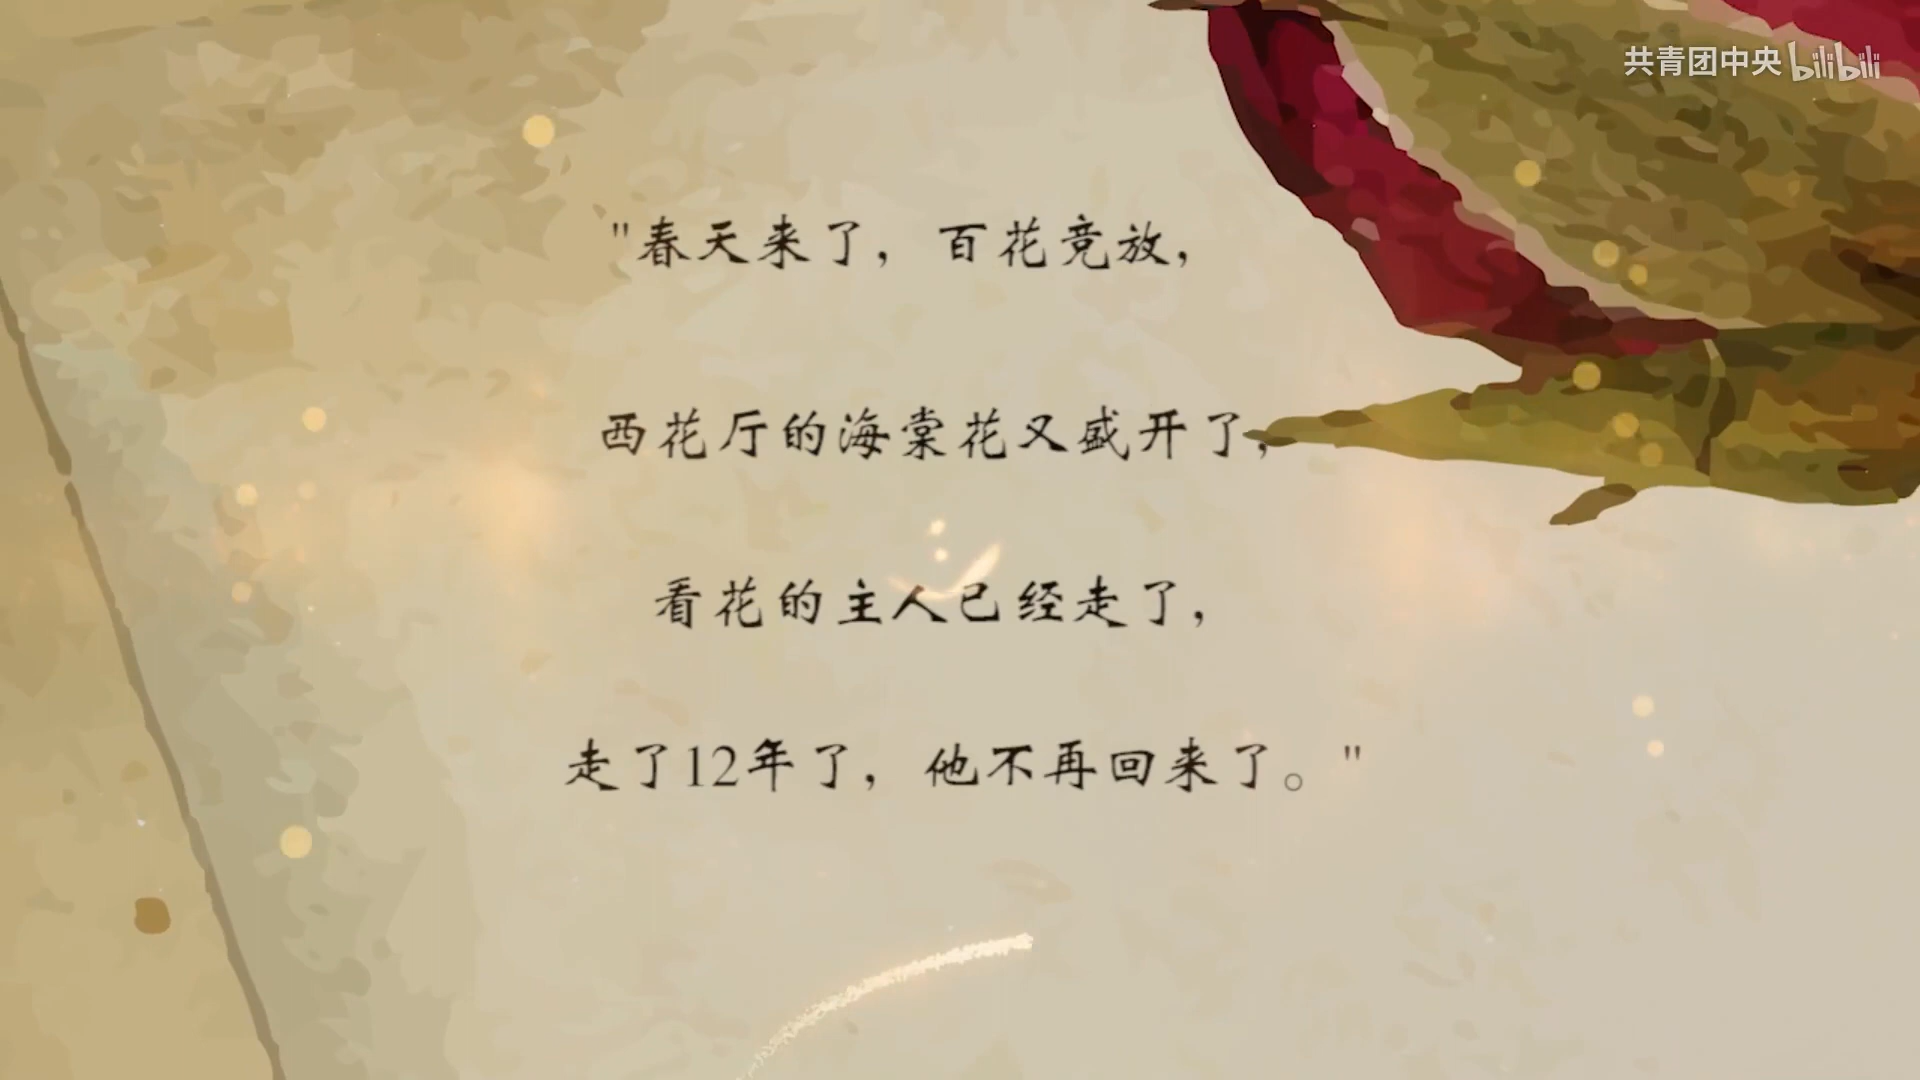 共青团中央 bilibili
"春天来了，百花竞放，
西花厅的海棠花又盛开了，
看花的主人已经走了，
走了12年了，他不再回来了。"